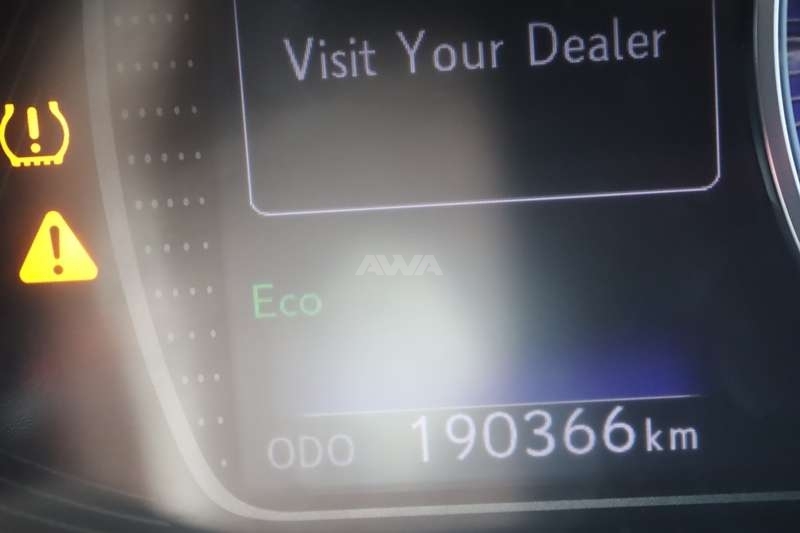 Visit Your Dealer
AWA
Eco
ODO 190366km